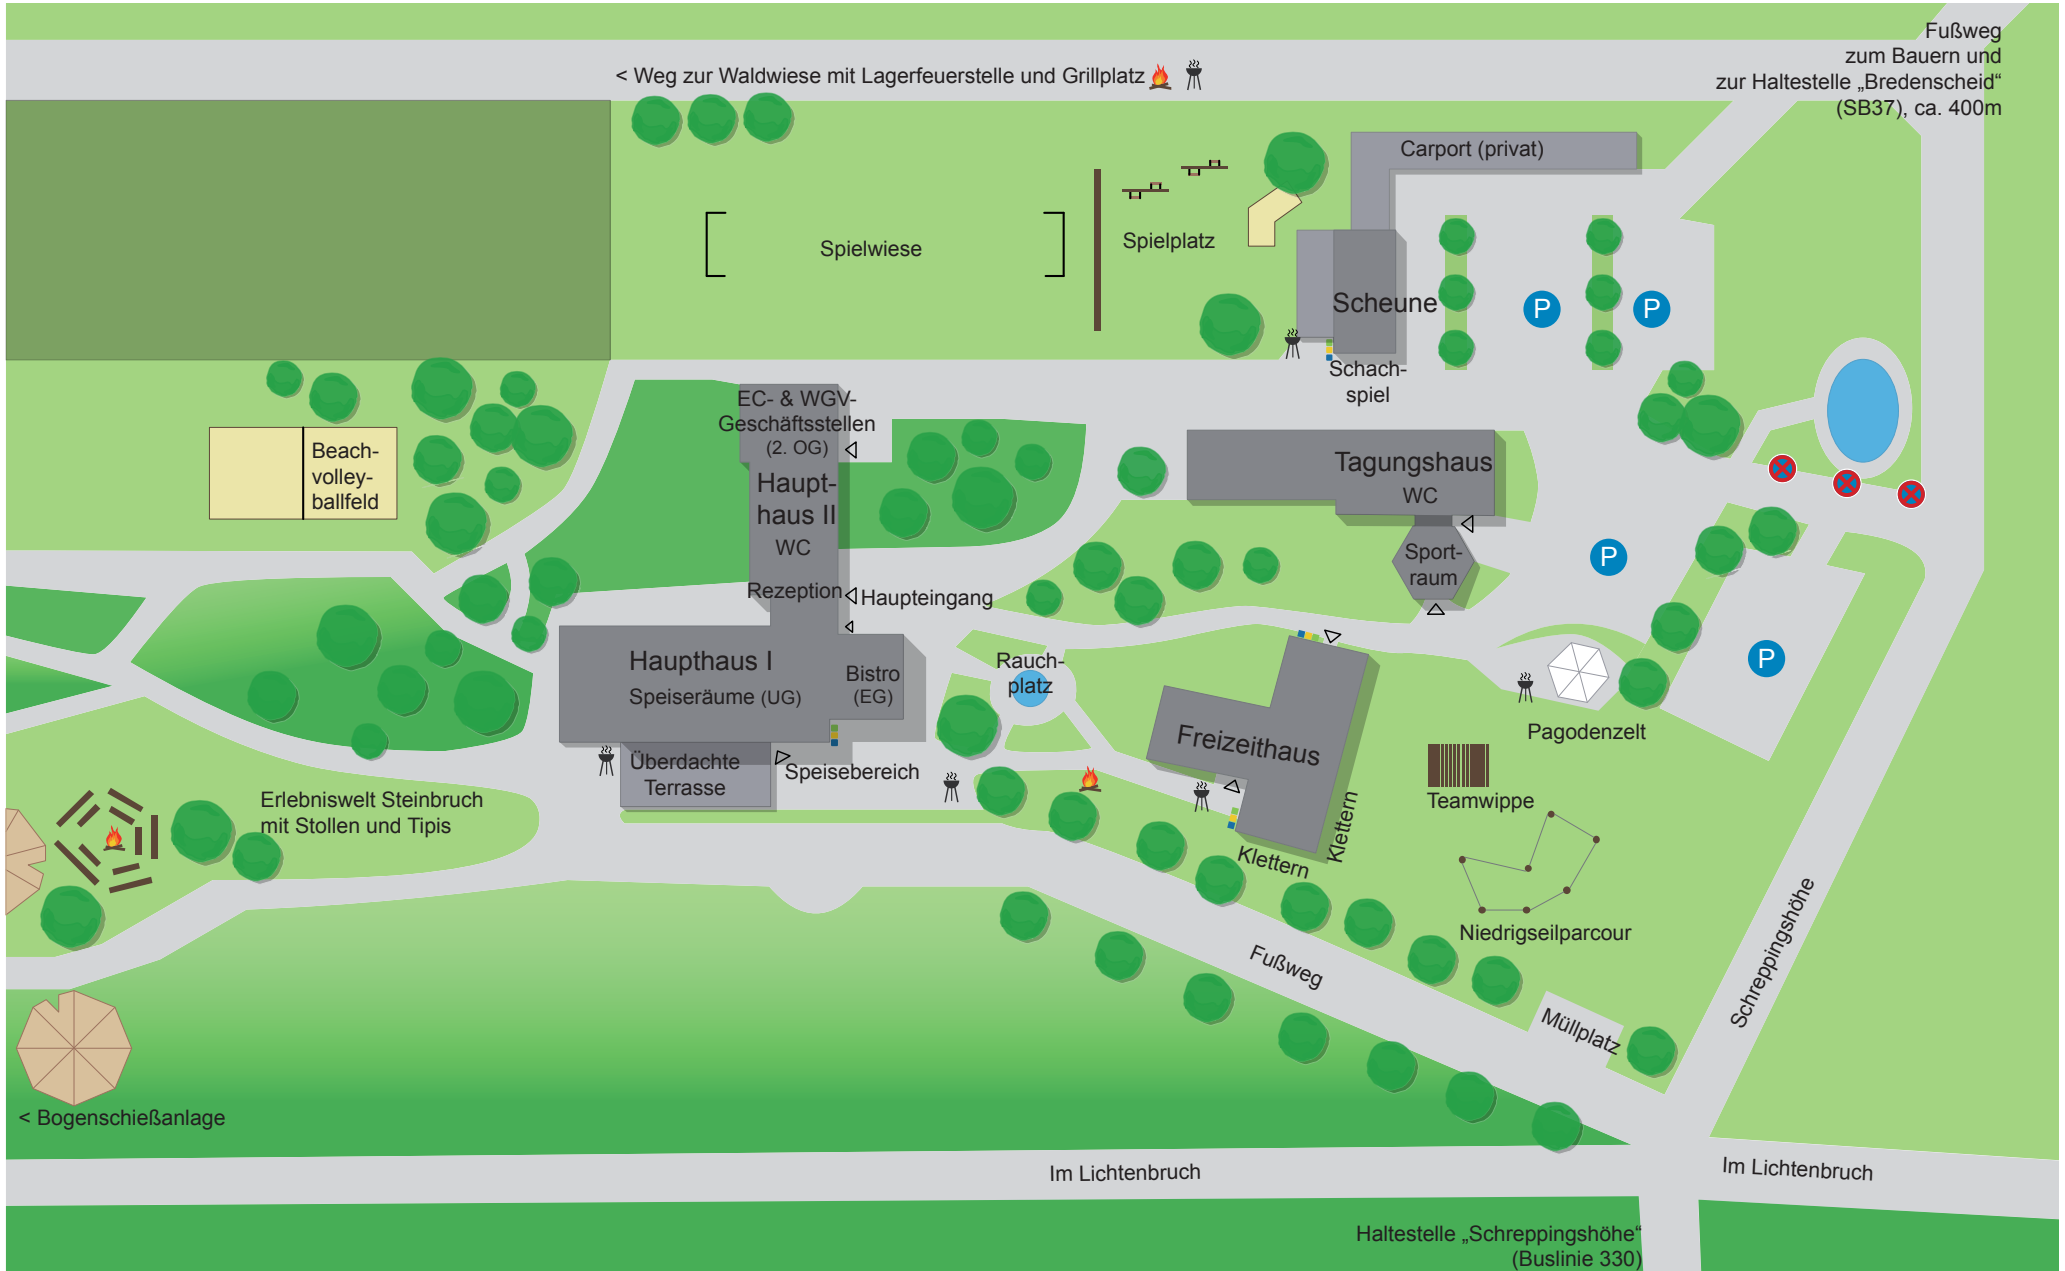 Fußweg
zum Bauern und
zur Haltestelle „Bredenscheid“
(SB37), ca. 400m
< Weg zur Waldwiese mit Lagerfeuerstelle und Grillplatz
Carport (privat)
Spielwiese
Spielplatz
Scheune
P
P
Schach-
spiel
EC- & WGV-
Geschäftsstellen
(2. OG)
Haupt-
haus II
WC
Rezeption
Haupteingang
Beach-
volley-
ballfeld
Tagungshaus
WC
Sport-
raum
P
P
Haupthaus I
Speiseräume (UG)
Bistro
(EG)
Rauch-
platz
Freizeithaus
Pagodenzelt
Überdachte
Terrasse
Speisebereich
Teamwippe
Erlebniswelt Steinbruch
mit Stollen und Tipis
Klettern
Klettern
Niedrigseilparcour
Fußweg
Schreppingshöhe
Müllplatz
< Bogenschießanlage
Im Lichtenbruch
Im Lichtenbruch
Haltestelle „Schreppingshöhe“
(Buslinie 330)